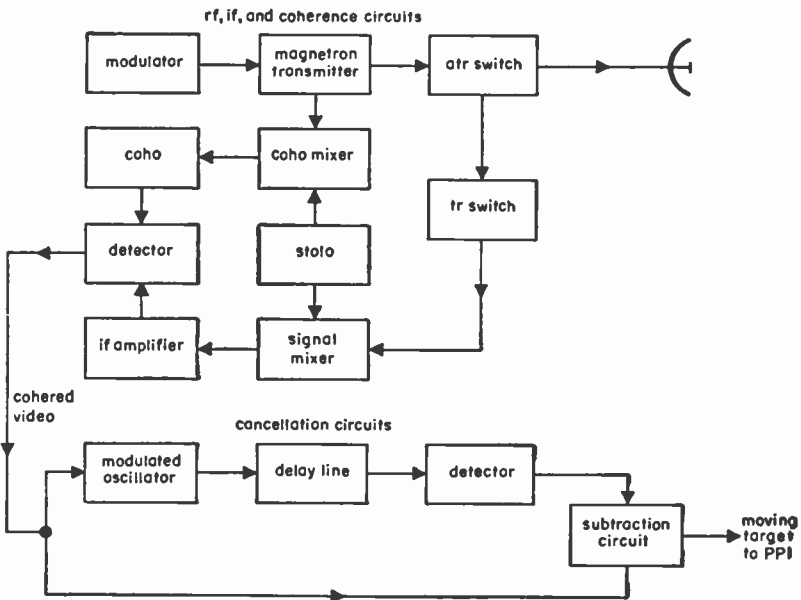 rf, if, and coherence circuits
modulator
magnetron
transmitter
atr switch
coho
coho mixer
tr switch
detector
stalo
if amplifier
signal
mixer
cohered
video
cancellation circuits
modulated
oscillator
delay line
detector
subtraction
circuit
moving
target
to PPI